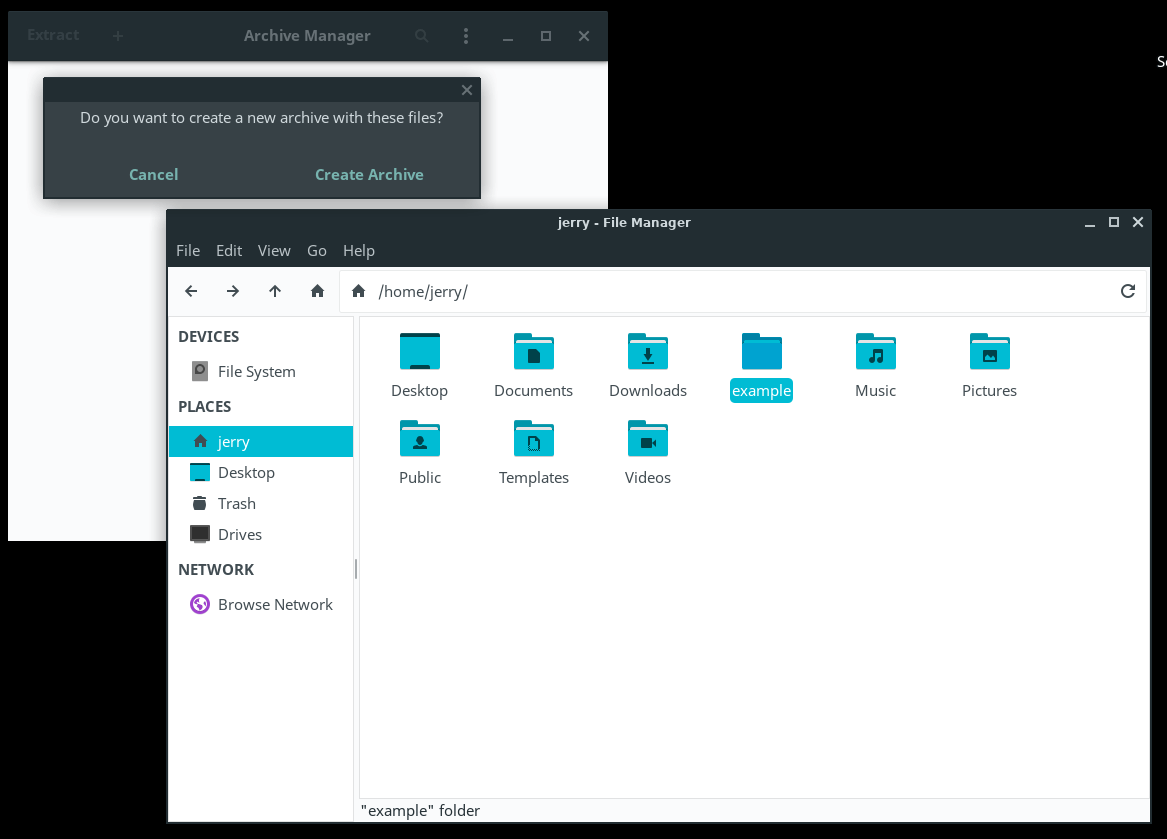 Extract + Archive Manager
Do you want to create a new archive with these files?
Cancel Create Archive
jerry - File Manager
File Edit View Go Help
/home/jerry/
DEVICES
File System
PLACES
jerry
Desktop
Trash
Drives
NETWORK
Browse Network
Desktop Documents Downloads example Music Pictures
Public Templates Videos
"example" folder